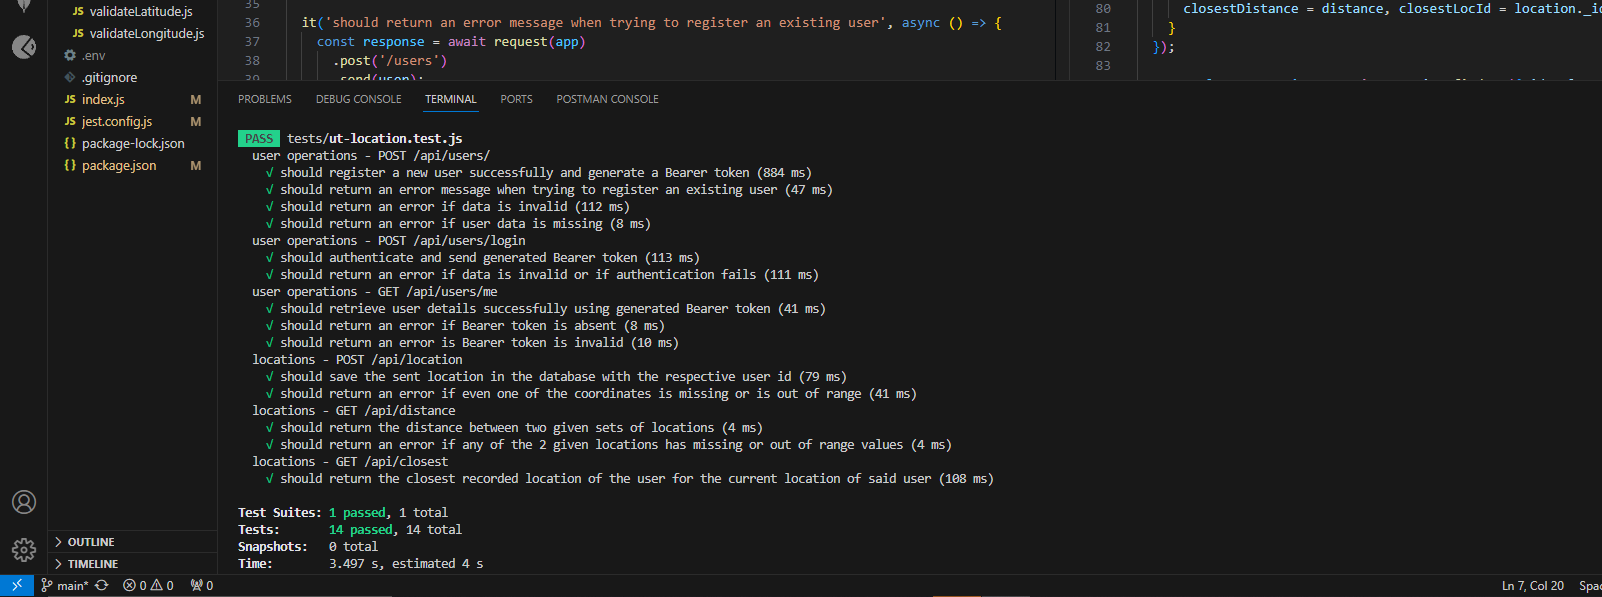 validateLatitude.js
validateLongitude.js
.env
.gitignore
index.js M
jest.config.js M
package-lock.json
package.json M
OUTLINE
TIMELINE
35
36 it('should return an error message when trying to register an existing user', async () => {
37 const response = await request(app)
38 .post('/users')
39 .send(user);
80 closestDistance = distance, closestLocId = location._id
81 }
82 });
83
PROBLEMS DEBUG CONSOLE TERMINAL PORTS POSTMAN CONSOLE
PASS tests/ut-location.test.js
user operations - POST /api/users/
√ should register a new user successfully and generate a Bearer token (884 ms)
√ should return an error message when trying to register an existing user (47 ms)
√ should return an error if data is invalid (112 ms)
√ should return an error if user data is missing (8 ms)
user operations - POST /api/users/login
√ should authenticate and send generated Bearer token (113 ms)
√ should return an error if data is invalid or if authentication fails (111 ms)
user operations - GET /api/users/me
√ should retrieve user details successfully using generated Bearer token (41 ms)
√ should return an error if Bearer token is absent (8 ms)
√ should return an error is Bearer token is invalid (10 ms)
locations - POST /api/location
√ should save the sent location in the database with the respective user id (79 ms)
√ should return an error if even one of the coordinates is missing or is out of range (41 ms)
locations - GET /api/distance
√ should return the distance between two given sets of locations (4 ms)
√ should return an error if any of the 2 given locations has missing or out of range values (4 ms)
locations - GET /api/closest
√ should return the closest recorded location of the user for the current location of said user (108 ms)
Test Suites: 1 passed, 1 total
Tests: 14 passed, 14 total
Snapshots: 0 total
Time: 3.497 s, estimated 4 s
main* 0 0 0 Ln 7, Col 20 Spac